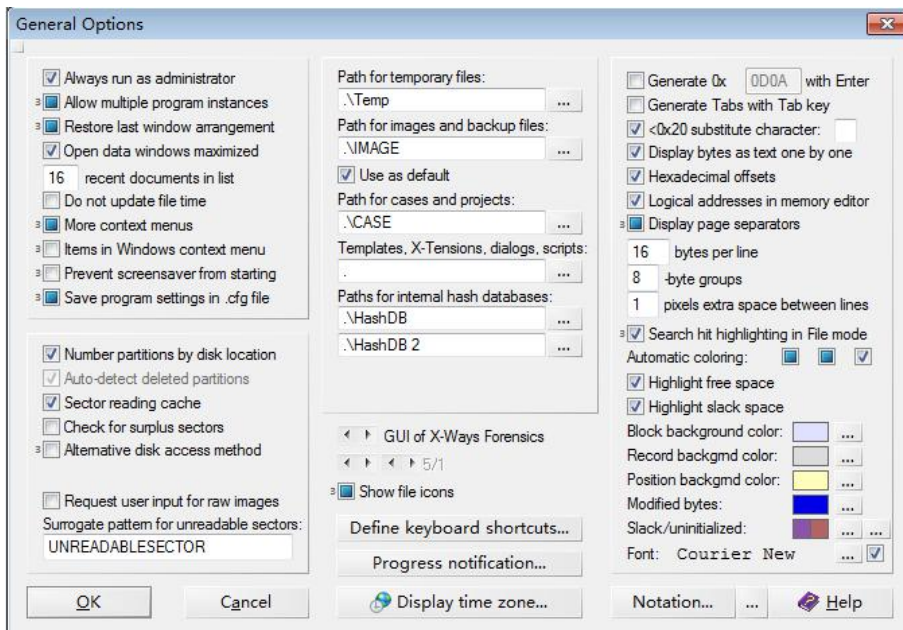 General Options
Always run as administrator
3 Allow multiple program instances
3 Restore last window arrangement
Open data windows maximized
16 recent documents in list
Do not update file time
3 More context menus
3 Items in Windows context menu
3 Prevent screensaver from starting
3 Save program settings in .cfg file
Number partitions by disk location
Auto-detect deleted partitions
Sector reading cache
Check for surplus sectors
3 Alternative disk access method
Request user input for raw images
Surrogate pattern for unreadable sectors:
UNREADABLESECTOR
Path for temporary files:
.\Temp ...
Path for images and backup files:
.\IMAGE ...
Use as default
Path for cases and projects:
.\CASE ...
Templates, X-Tensions, dialogs, scripts:
. ...
Paths for internal hash databases:
.\HashDB ...
.\HashDB 2 ...
GUI of X-Ways Forensics
5/1
3 Show file icons
Define keyboard shortcuts...
Progress notification...
Display time zone...
Generate 0x 0D0A with Enter
Generate Tabs with Tab key
<0x20 substitute character:
Display bytes as text one by one
Hexadecimal offsets
Logical addresses in memory editor
3 Display page separators
16 bytes per line
8 -byte groups
1 pixels extra space between lines
3 Search hit highlighting in File mode
Automatic coloring:
Highlight free space
Highlight slack space
Block background color: ...
Record backgrnd color: ...
Position backgrnd color: ...
Modified bytes: ...
Slack/uninitialized: ... ...
Font: Courier New ...
OK
Cancel
Notation... ...
Help